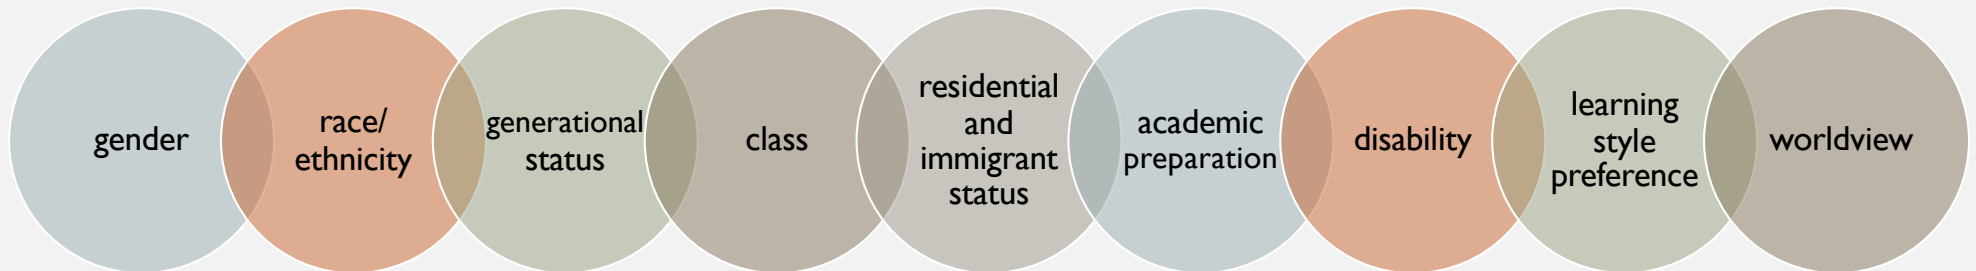 gender
race/
ethnicity
generational
status
class
residential
and
immigrant
status
academic
preparation
disability
learning
style
preference
worldview